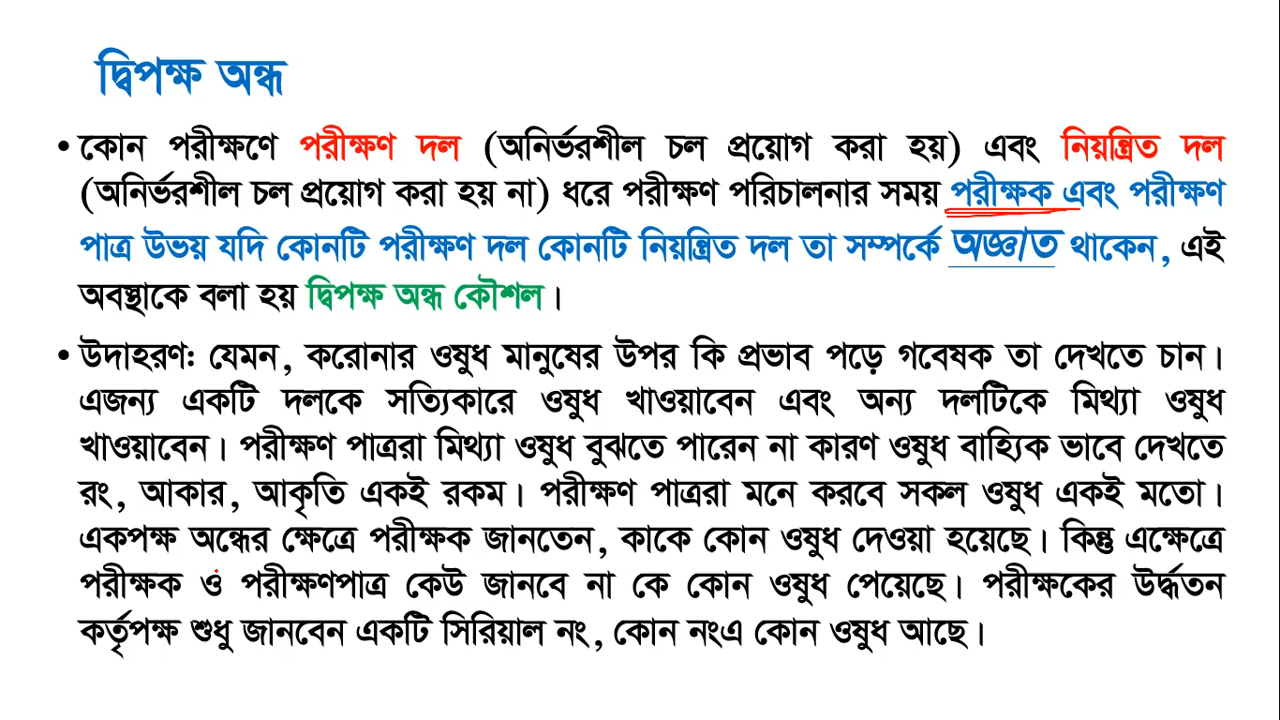 দ্বিপক্ষ অন্ধ
• কোন পরীক্ষণে পরীক্ষণ দল (অনির্ভরশীল চল প্রয়োগ করা হয়) এবং নিয়ন্ত্রিত দল
(অনির্ভরশীল চল প্রয়োগ করা হয় না) ধরে পরীক্ষণ পরিচালনার সময় পরীক্ষক এবং পরীক্ষণ
পাত্র উভয় যদি কোনটি পরীক্ষণ দল কোনটি নিয়ন্ত্রিত দল তা সম্পর্কে অজ্ঞাত থাকেন, এই
অবস্থাকে বলা হয় দ্বিপক্ষ অন্ধ কৌশল।
• উদাহরণ: যেমন, করোনার ওষুধ মানুষের উপর কি প্রভাব পড়ে গবেষক তা দেখতে চান।
এজন্য একটি দলকে সত্যিকারে ওষুধ খাওয়াবেন এবং অন্য দলটিকে মিথ্যা ওষুধ
খাওয়াবেন। পরীক্ষণ পাত্ররা মিথ্যা ওষুধ বুঝতে পারেন না কারণ ওষুধ বাহ্যিক ভাবে দেখতে
রং, আকার, আকৃতি একই রকম। পরীক্ষণ পাত্ররা মনে করবে সকল ওষুধ একই মতো।
একপক্ষ অন্ধের ক্ষেত্রে পরীক্ষক জানতেন, কাকে কোন ওষুধ দেওয়া হয়েছে। কিন্তু এক্ষেত্রে
পরীক্ষক ও পরীক্ষণপাত্র কেউ জানবে না কে কোন ওষুধ পেয়েছে। পরীক্ষকের উর্দ্ধতন
কর্তৃপক্ষ শুধু জানবেন একটি সিরিয়াল নং, কোন নংএ কোন ওষুধ আছে।